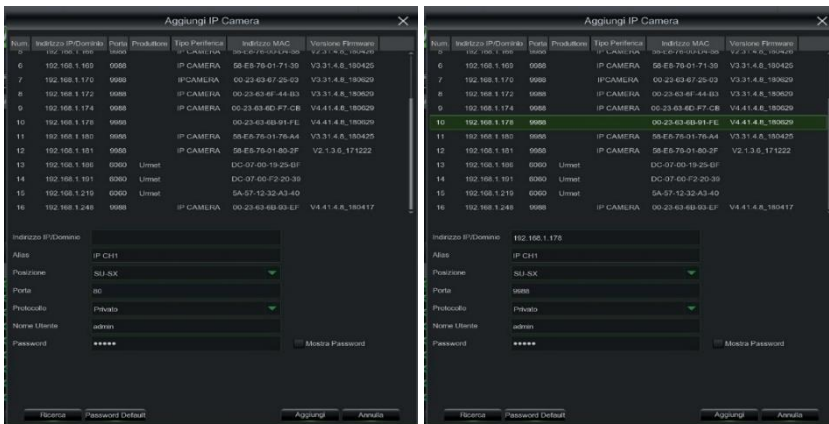 Aggiungi IP Camera
Num. Indirizzo IP/Dominio Porta Produttore Tipo Periferica Indirizzo MAC Versione Firmware
6 192.168.1.169 9988 IP CAMERA 58-E8-76-01-71-39 V3.31.4.8_180425
7 192.168.1.170 9988 IPCAMERA 00-23-63-67-25-03 V3.31.4.8_180629
8 192.168.1.172 9988 IP CAMERA 00-23-63-6F-44-B3 V3.31.4.8_180629
9 192.168.1.174 9988 IP CAMERA 00-23-63-6D-F7-CB V4.41.4.8_180629
10 192.168.1.178 9988 IP CAMERA 00-23-63-6B-91-FE V4.41.4.8_180629
11 192.168.1.180 9988 IP CAMERA 58-E8-76-01-76-A4 V3.31.4.8_180425
12 192.168.1.181 9988 IP CAMERA 58-E8-76-01-80-2F V2.1.3.6_171222
13 192.168.1.186 6060 Urmet DC-07-00-19-25-BF
14 192.168.1.191 6060 Urmet DC-07-00-F2-20-39
15 192.168.1.219 6060 Urmet 5A-57-12-32-A3-40
16 192.168.1.248 9988 IP CAMERA 00-23-63-6B-93-EF V4.41.4.8_180417
Indirizzo IP/Dominio
Alias IP CH1
Posizione SU-SX
Porta 80
Protocollo Privato
Nome Utente admin
Password ***** Mostra Password
Ricerca Password Default Aggiungi Annulla
Aggiungi IP Camera
Num. Indirizzo IP/Dominio Porta Produttore Tipo Periferica Indirizzo MAC Versione Firmware
6 192.168.1.169 9988 IP CAMERA 58-E8-76-01-71-39 V3.31.4.8_180425
7 192.168.1.170 9988 IPCAMERA 00-23-63-67-25-03 V3.31.4.8_180629
8 192.168.1.172 9988 IP CAMERA 00-23-63-6F-44-B3 V3.31.4.8_180629
9 192.168.1.174 9988 IP CAMERA 00-23-63-6D-F7-CB V4.41.4.8_180629
10 192.168.1.178 9988 IP CAMERA 00-23-63-6B-91-FE V4.41.4.8_180629
11 192.168.1.180 9988 IP CAMERA 58-E8-76-01-76-A4 V3.31.4.8_180425
12 192.168.1.181 9988 IP CAMERA 58-E8-76-01-80-2F V2.1.3.6_171222
13 192.168.1.186 6060 Urmet DC-07-00-19-25-BF
14 192.168.1.191 6060 Urmet DC-07-00-F2-20-39
15 192.168.1.219 6060 Urmet 5A-57-12-32-A3-40
16 192.168.1.248 9988 IP CAMERA 00-23-63-6B-93-EF V4.41.4.8_180417
Indirizzo IP/Dominio 192.168.1.178
Alias IP CH1
Posizione SU-SX
Porta 9988
Protocollo Privato
Nome Utente admin
Password ***** Mostra Password
Ricerca Password Default Aggiungi Annulla